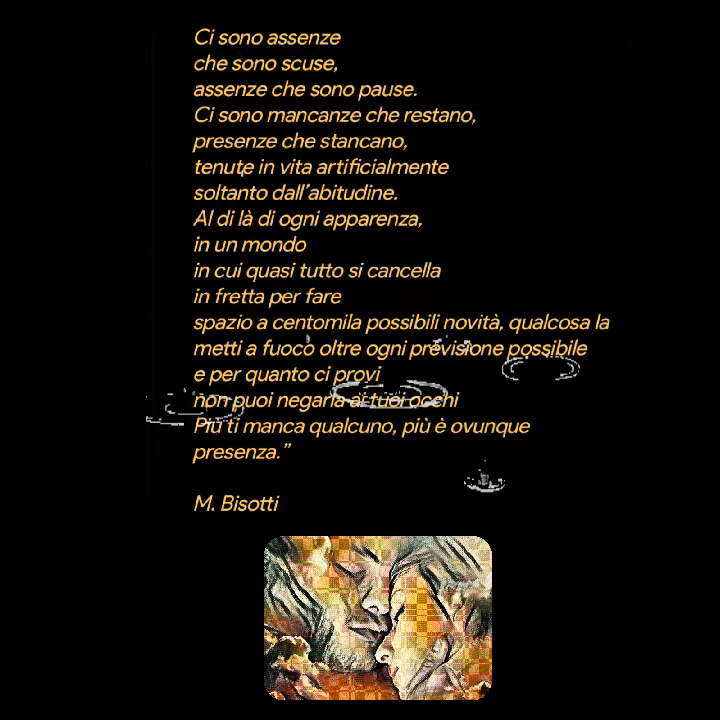 Ci sono assenze
che sono scuse,
assenze che sono pause.
Ci sono mancanze che restano,
presenze che stancano,
tenute in vita artificialmente
soltanto dall'abitudine.
Al di là di ogni apparenza,
in un mondo
in cui quasi tutto si cancella
in fretta per fare
spazio a centomila possibili novità, qualcosa la
metti a fuoco oltre ogni previsione possibile
e per quanto ci provi
non puoi negarla ai tuoi occhi
Più ti manca qualcuno, più è ovunque
presenza.”
M. Bisotti